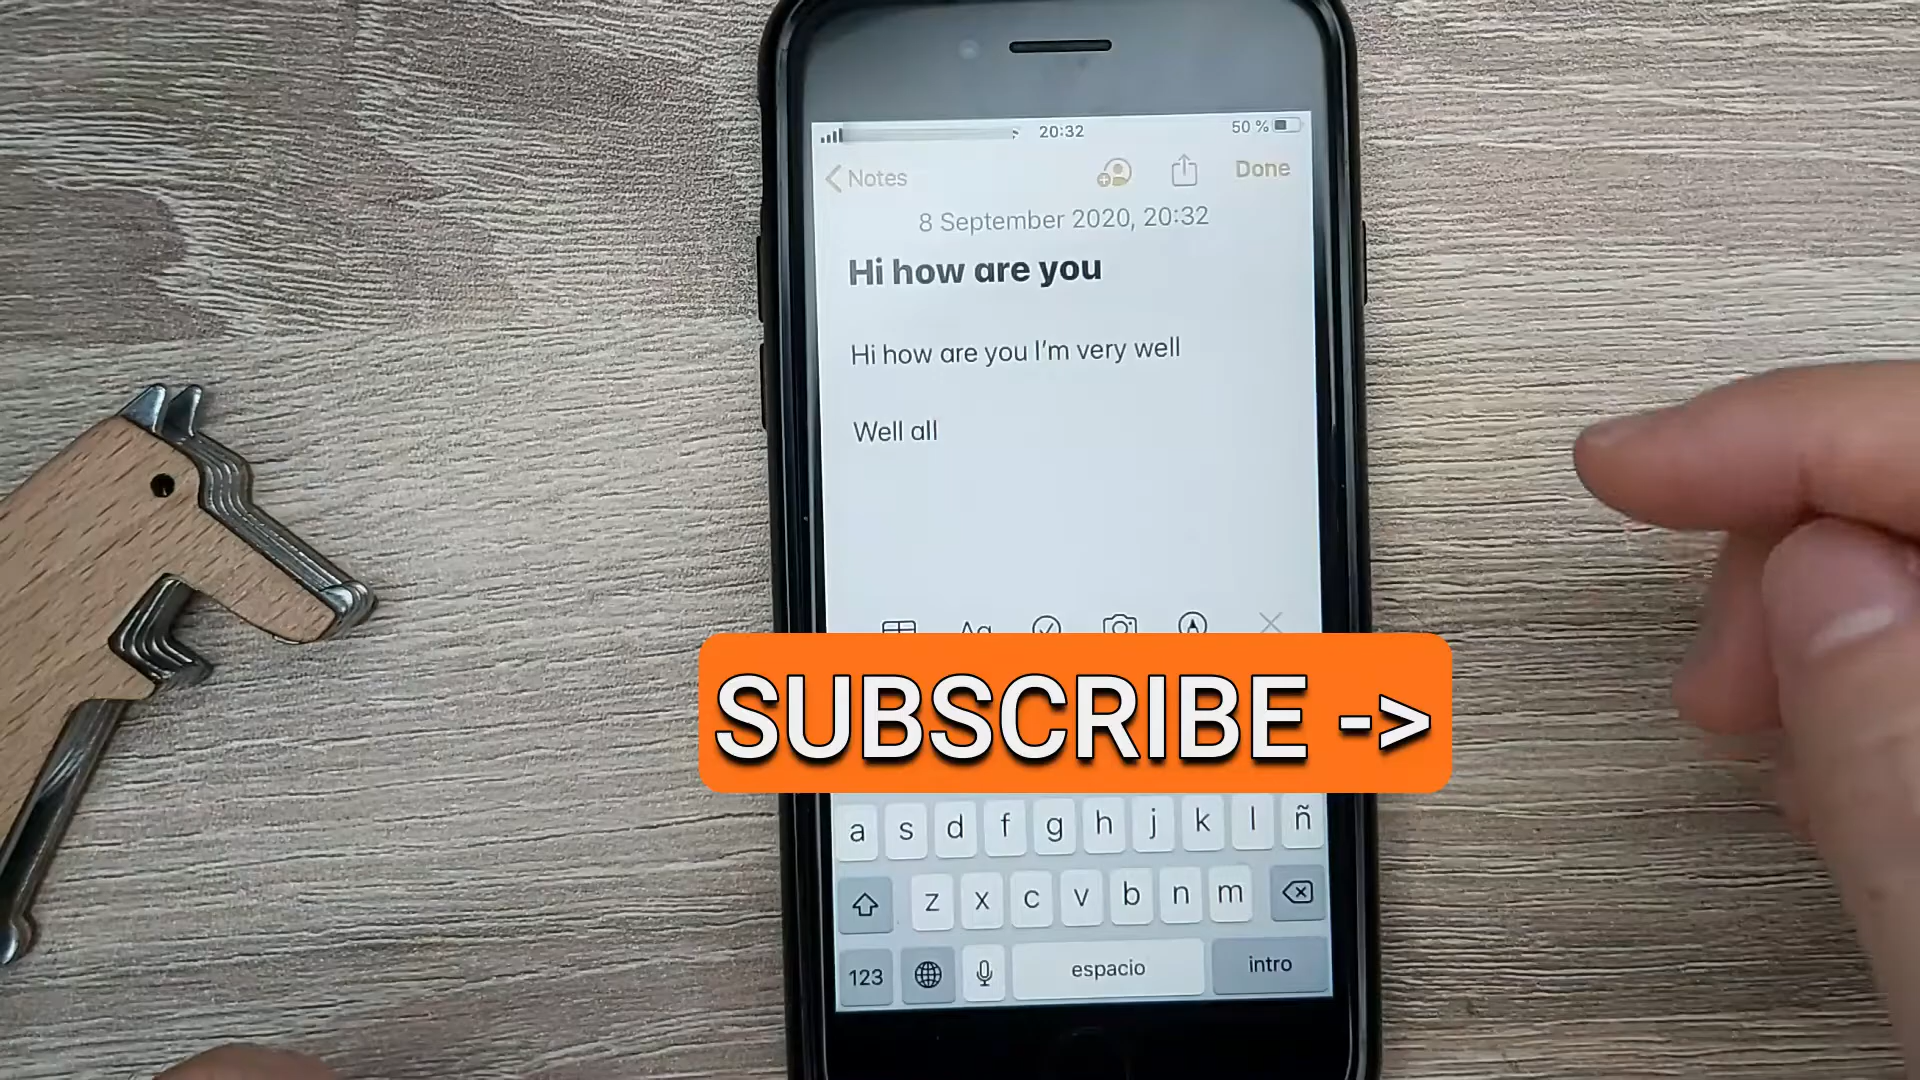 20:32
50 %
Notes
Done
8 September 2020, 20:32
Hi how are you
Hi how are you I'm very well
Well all
Aa
SUBSCRIBE ->
a s d f g h j k l ñ
z x c v b n m
123
espacio
intro